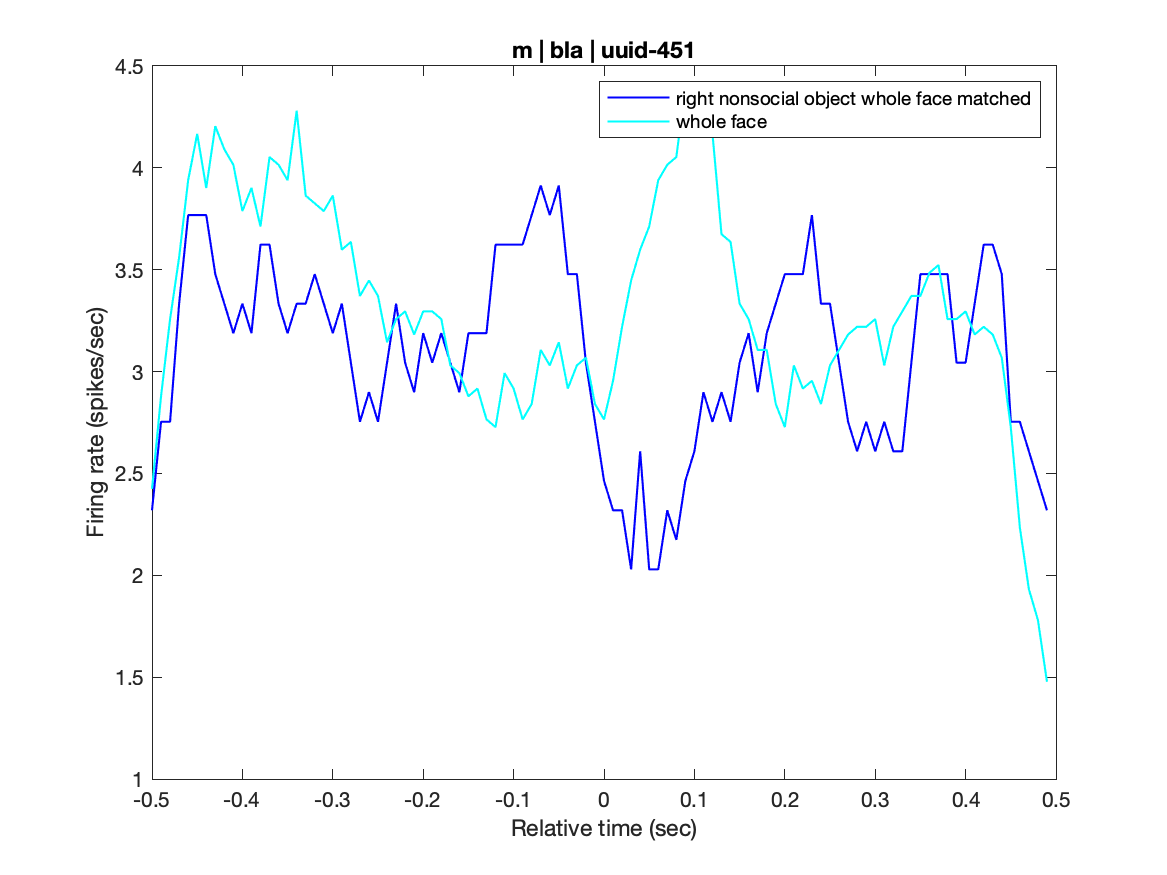 m | bla | uuid-451
4.5
4
3.5
3
2.5
2
1.5
1
Firing rate (spikes/sec)
right nonsocial object whole face matched
whole face
-0.5 -0.4 -0.3 -0.2 -0.1 0 0.1 0.2 0.3 0.4 0.5
Relative time (sec)